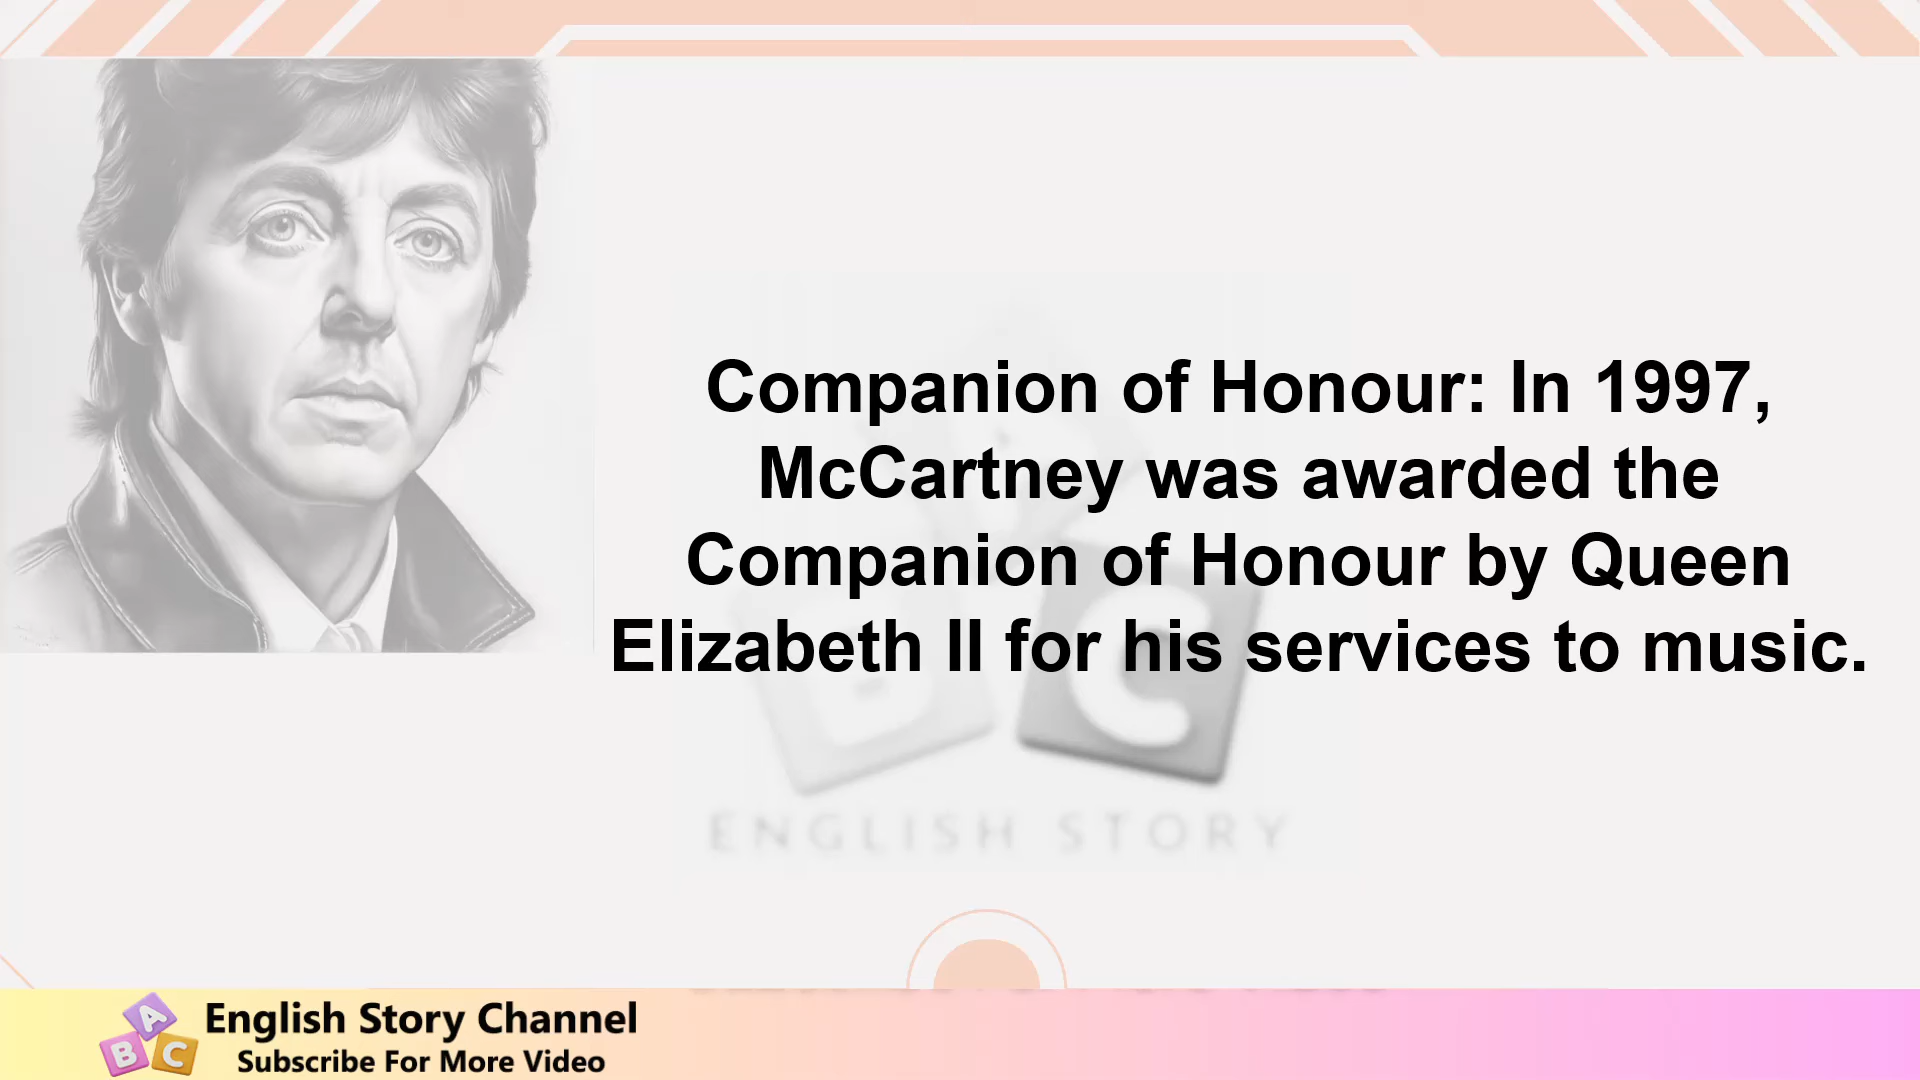 Companion of Honour: In 1997,
McCartney was awarded the
Companion of Honour by Queen
Elizabeth II for his services to music.
B C
ENGLISH STORY
A
B C
English Story Channel
Subscribe For More Video